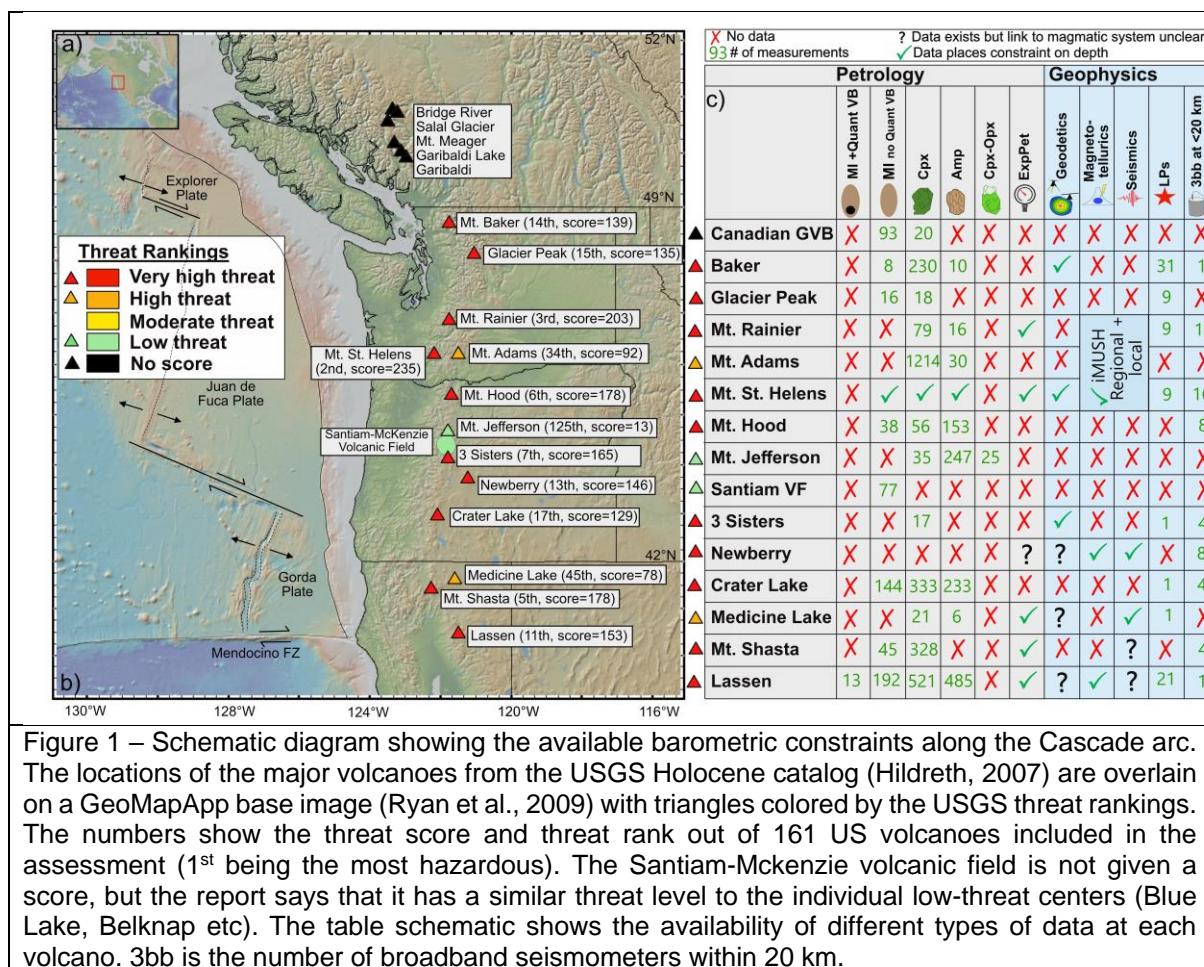 a)
52°N
Bridge River
Salal Glacier
Mt. Meager
Garibaldi Lake
Garibaldi
Explorer
Plate
49°N
Mt. Baker (14th, score=139)
Threat Rankings
Very high threat
High threat
Moderate threat
Low threat
No score
Glacier Peak (15th, score=135)
Mt. Rainier (3rd, score=203)
Mt. St. Helens
(2nd, score=235)
Mt. Adams (34th, score=92)
Juan de
Fuca Plate
Mt. Hood (6th, score=178)
Santiam-McKenzie
Volcanic Field
Mt. Jefferson (125th, score=13)
3 Sisters (7th, score=165)
Newberry (13th, score=146)
Crater Lake (17th, score=129)
42°N
Gorda
Plate
Medicine Lake (45th, score=78)
Mt. Shasta (5th, score=178)
Lassen (11th, score=153)
Mendocino FZ
b)
130°W 128°W 124°W 120°W 116°W
X No data ? Data exists but link to magmatic system unclear
93 # of measurements ✓ Data places constraint on depth
Petrology Geophysics
c)
MI +Quant VB
MI no Quant VB
Cpx
Amp
Cpx-Opx
ExpPet
Geodetics
Magneto-
tellurics
Seismics
LPs
3bb at <20 km
Canadian GVB X 93 20 X X X X X X X X
Baker X 8 230 10 X X ✓ X X 31 1
Glacier Peak X 16 18 X X X X X X 9 X
Mt. Rainier X X 79 16 X ✓ X 9 1
Mt. Adams X X 1214 30 X X X X X
Mt. St. Helens X ✓ ✓ ✓ X ✓ ✓ ✓ 9 16
iMUSH
Regional +
local
Mt. Hood X 38 56 153 X X X X X X 8
Mt. Jefferson X X 35 247 25 X X X X X X
Santiam VF X 77 X X X X X X X X X
3 Sisters X X 17 X X X ✓ X X 1 4
Newberry X X X X X ? ? ✓ ✓ X 8
Crater Lake X 144 333 233 X X X X X 1 4
Medicine Lake X X 21 6 X ✓ ? X ✓ 1 X
Mt. Shasta X 45 328 X X ✓ X X ? X 4
Lassen 13 192 521 485 X ✓ ? ✓ ? 21 1
Figure 1 – Schematic diagram showing the available barometric constraints along the Cascade arc.
The locations of the major volcanoes from the USGS Holocene catalog (Hildreth, 2007) are overlain
on a GeoMapApp base image (Ryan et al., 2009) with triangles colored by the USGS threat rankings.
The numbers show the threat score and threat rank out of 161 US volcanoes included in the
assessment (1st being the most hazardous). The Santiam-Mckenzie volcanic field is not given a
score, but the report says that it has a similar threat level to the individual low-threat centers (Blue
Lake, Belknap etc). The table schematic shows the availability of different types of data at each
volcano. 3bb is the number of broadband seismometers within 20 km.